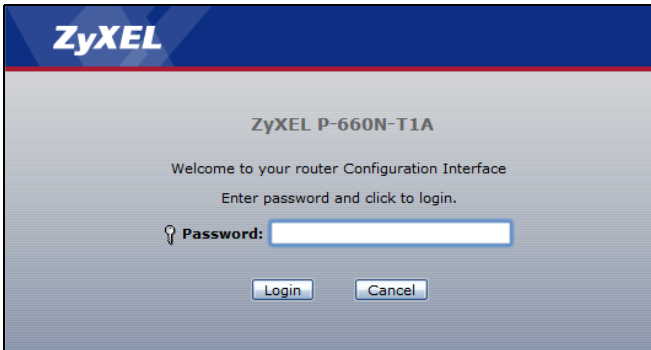 ZyXEL
ZyXEL P-660N-T1A
Welcome to your router Configuration Interface
Enter password and click to login.
Password:
Login Cancel